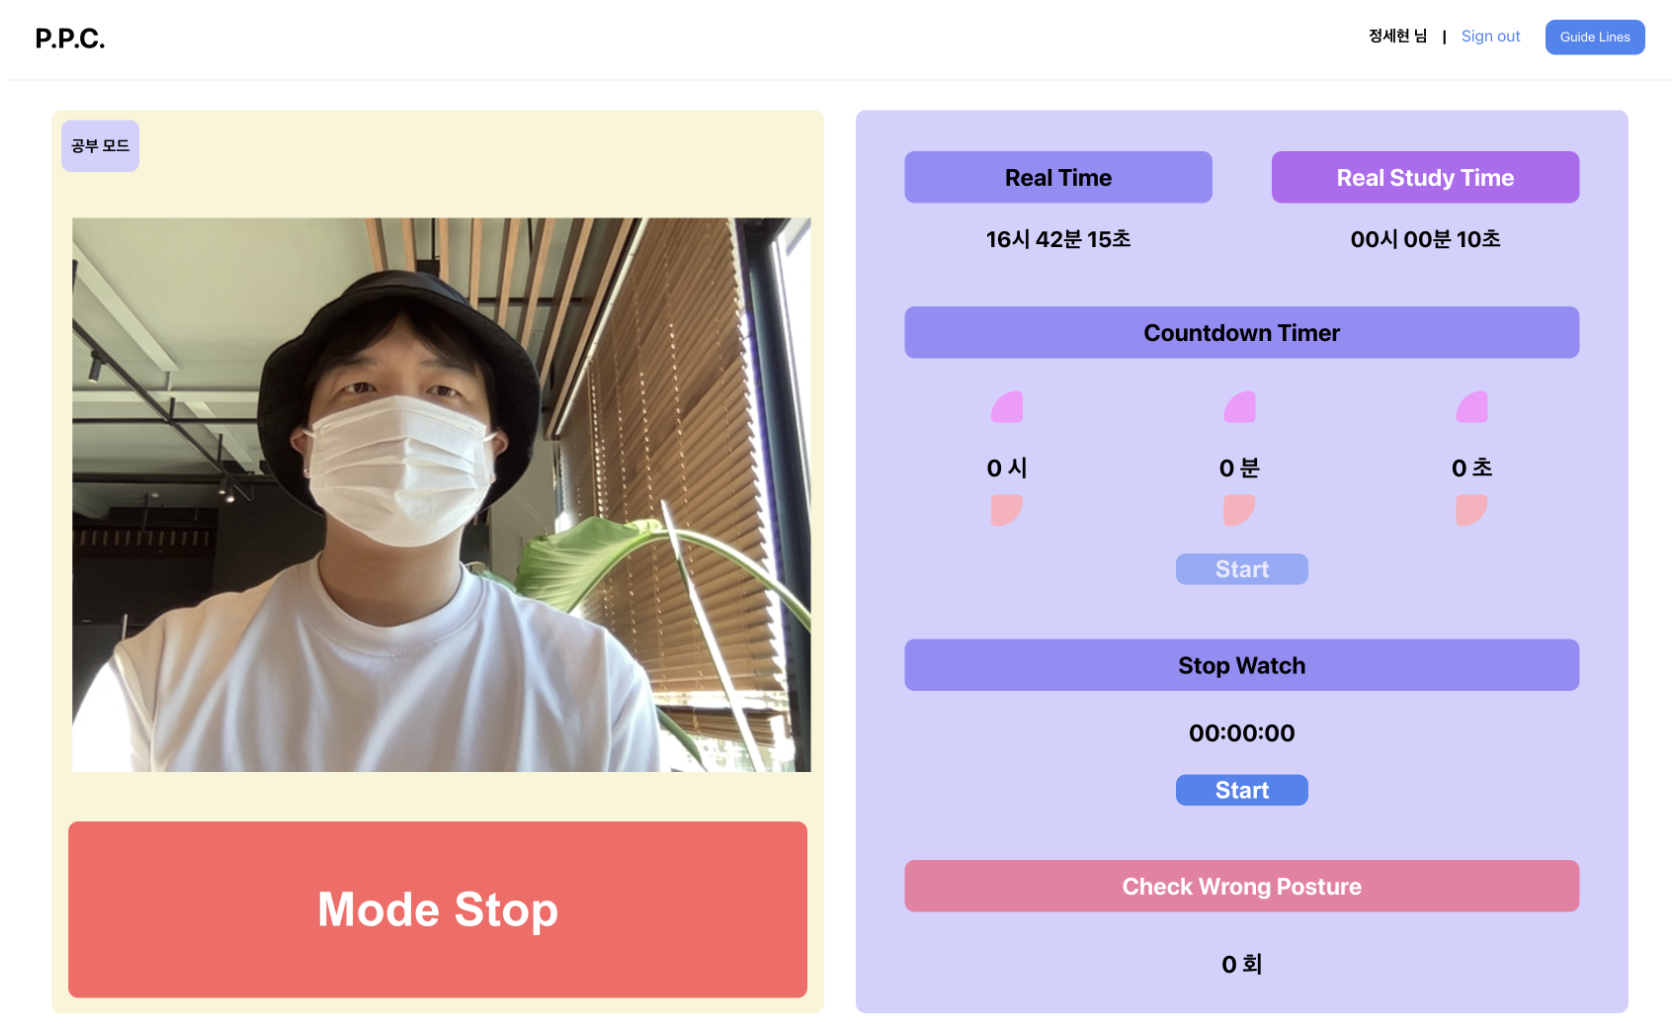 P.P.C.
정세현 님 | Sign out Guide Lines
공부 모드
Mode Stop
Real Time
16시 42분 15초
Real Study Time
00시 00분 10초
Countdown Timer
0 시 0 분 0 초
Start
Stop Watch
00:00:00
Start
Check Wrong Posture
0 회